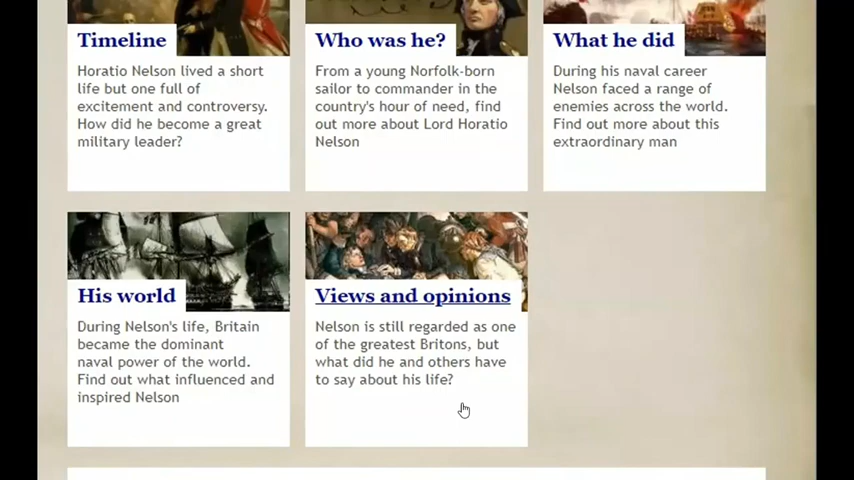 Timeline
Horatio Nelson lived a short
life but one full of
excitement and controversy.
How did he become a great
military leader?
Who was he?
From a young Norfolk-born
sailor to commander in the
country's hour of need, find
out more about Lord Horatio
Nelson
What he did
During his naval career
Nelson faced a range of
enemies across the world.
Find out more about this
extraordinary man
His world
During Nelson's life, Britain
became the dominant
naval power of the world.
Find out what influenced and
inspired Nelson
Views and opinions
Nelson is still regarded as one
of the greatest Britons, but
what did he and others have
to say about his life?